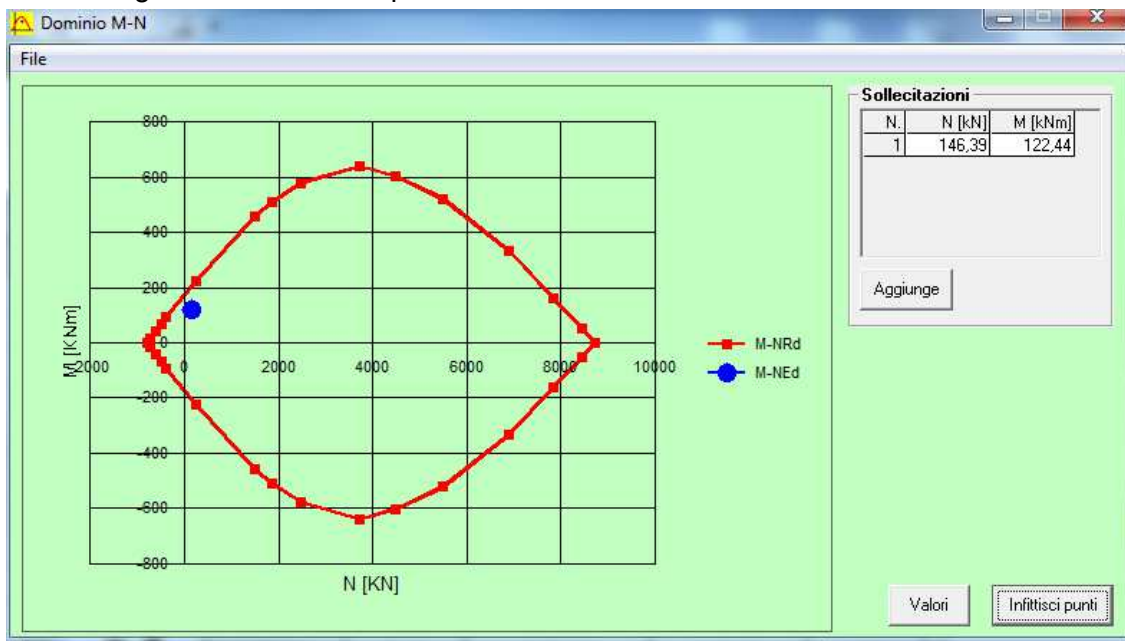 Dominio M-N
File
800
600
400
200
0
-200
-400
-600
-800
M [KNm]
2000
0
2000
4000
6000
8000
10000
N [KN]
M-NRd
M-NEd
Sollecitazioni
N. N [kN] M [kNm]
1 146,39 122,44
Aggiunge
Valori
Infittisci punti